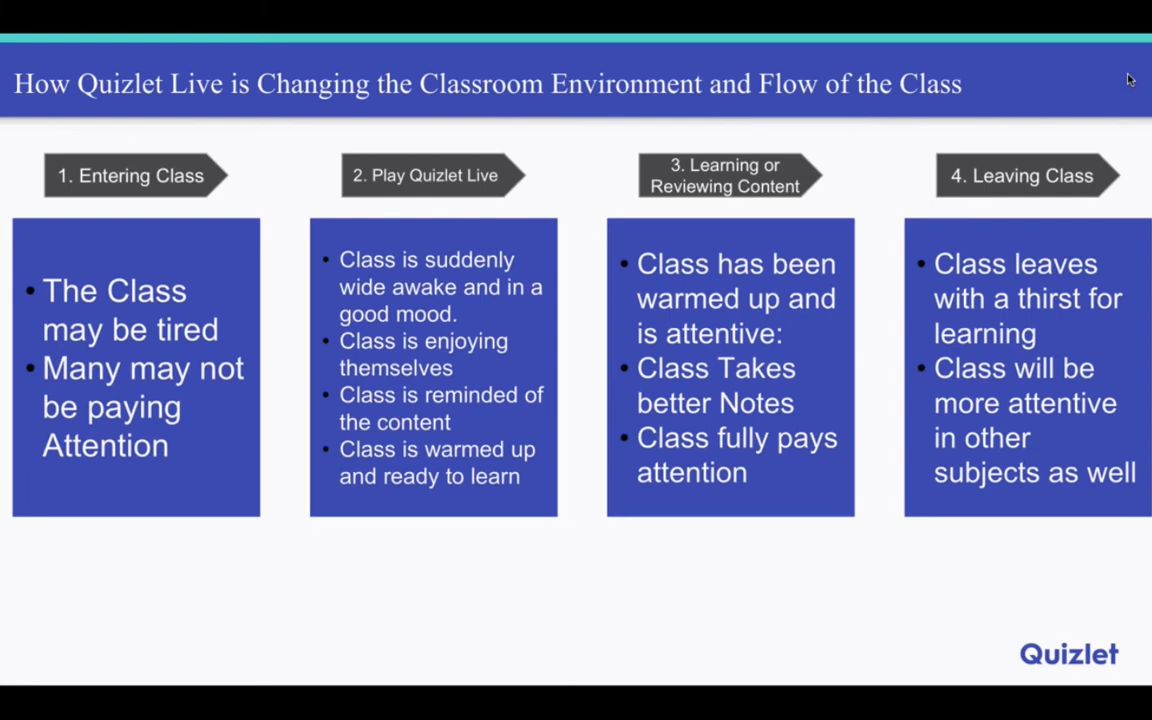 How Quizlet Live is Changing the Classroom Environment and Flow of the Class
1. Entering Class
• The Class
may be tired
• Many may not
be paying
Attention
2. Play Quizlet Live
• Class is suddenly
wide awake and in a
good mood.
• Class is enjoying
themselves
• Class is reminded of
the content
• Class is warmed up
and ready to learn
3. Learning or
Reviewing Content
• Class has been
warmed up and
is attentive:
• Class Takes
better Notes
• Class fully pays
attention
4. Leaving Class
• Class leaves
with a thirst for
learning
• Class will be
more attentive
in other
subjects as well
Quizlet